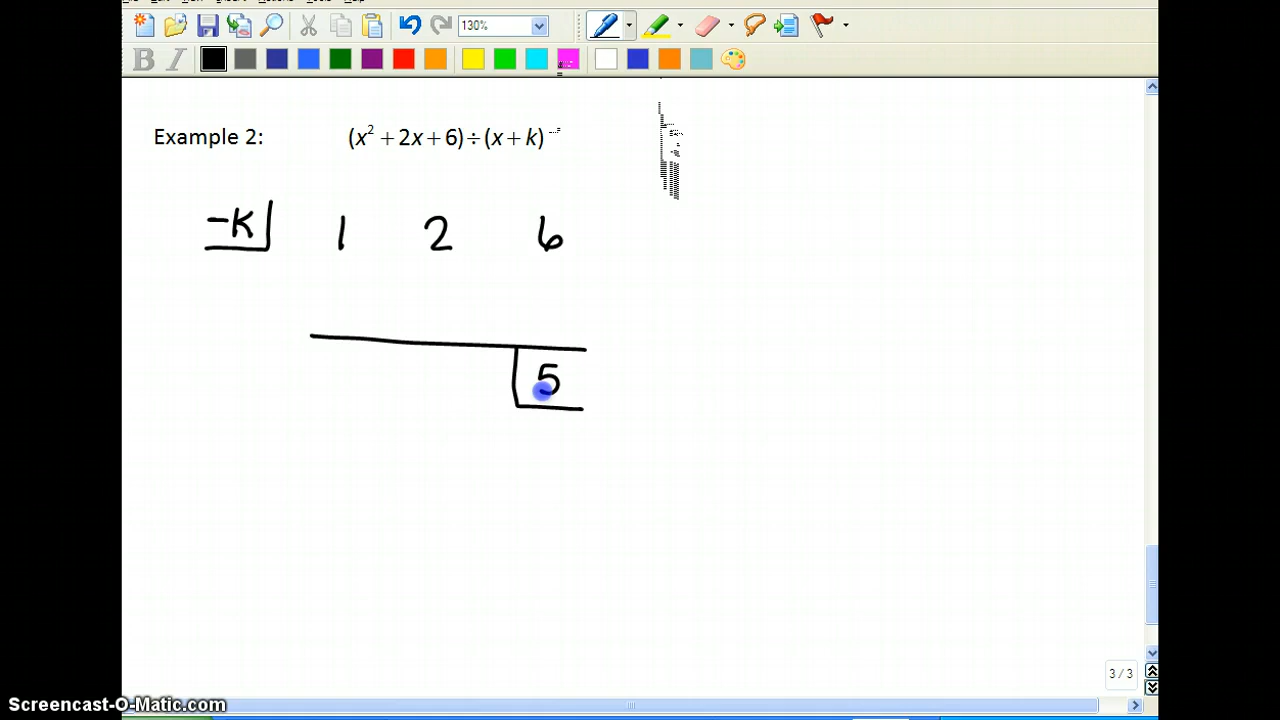 130%
B I
Example 2: (x² + 2x + 6) ÷ (x + k)
-K 1 2 6
5
3 / 3
Screencast-O-Matic.com